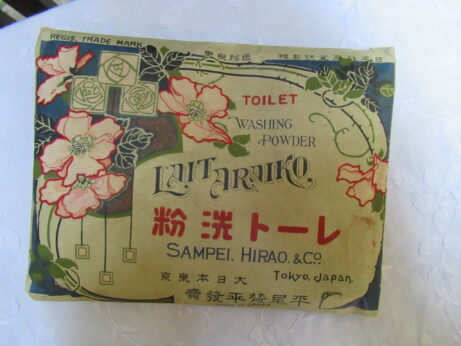 REGIS. TRADE MARK
TOILET
WASHING
POWDER
LAIT ARAIKO.
粉洗トーレ
SAMPEI, HIRAO, & CO.
Tokyo, Japan.
京東本日大
賣發平賛尾平